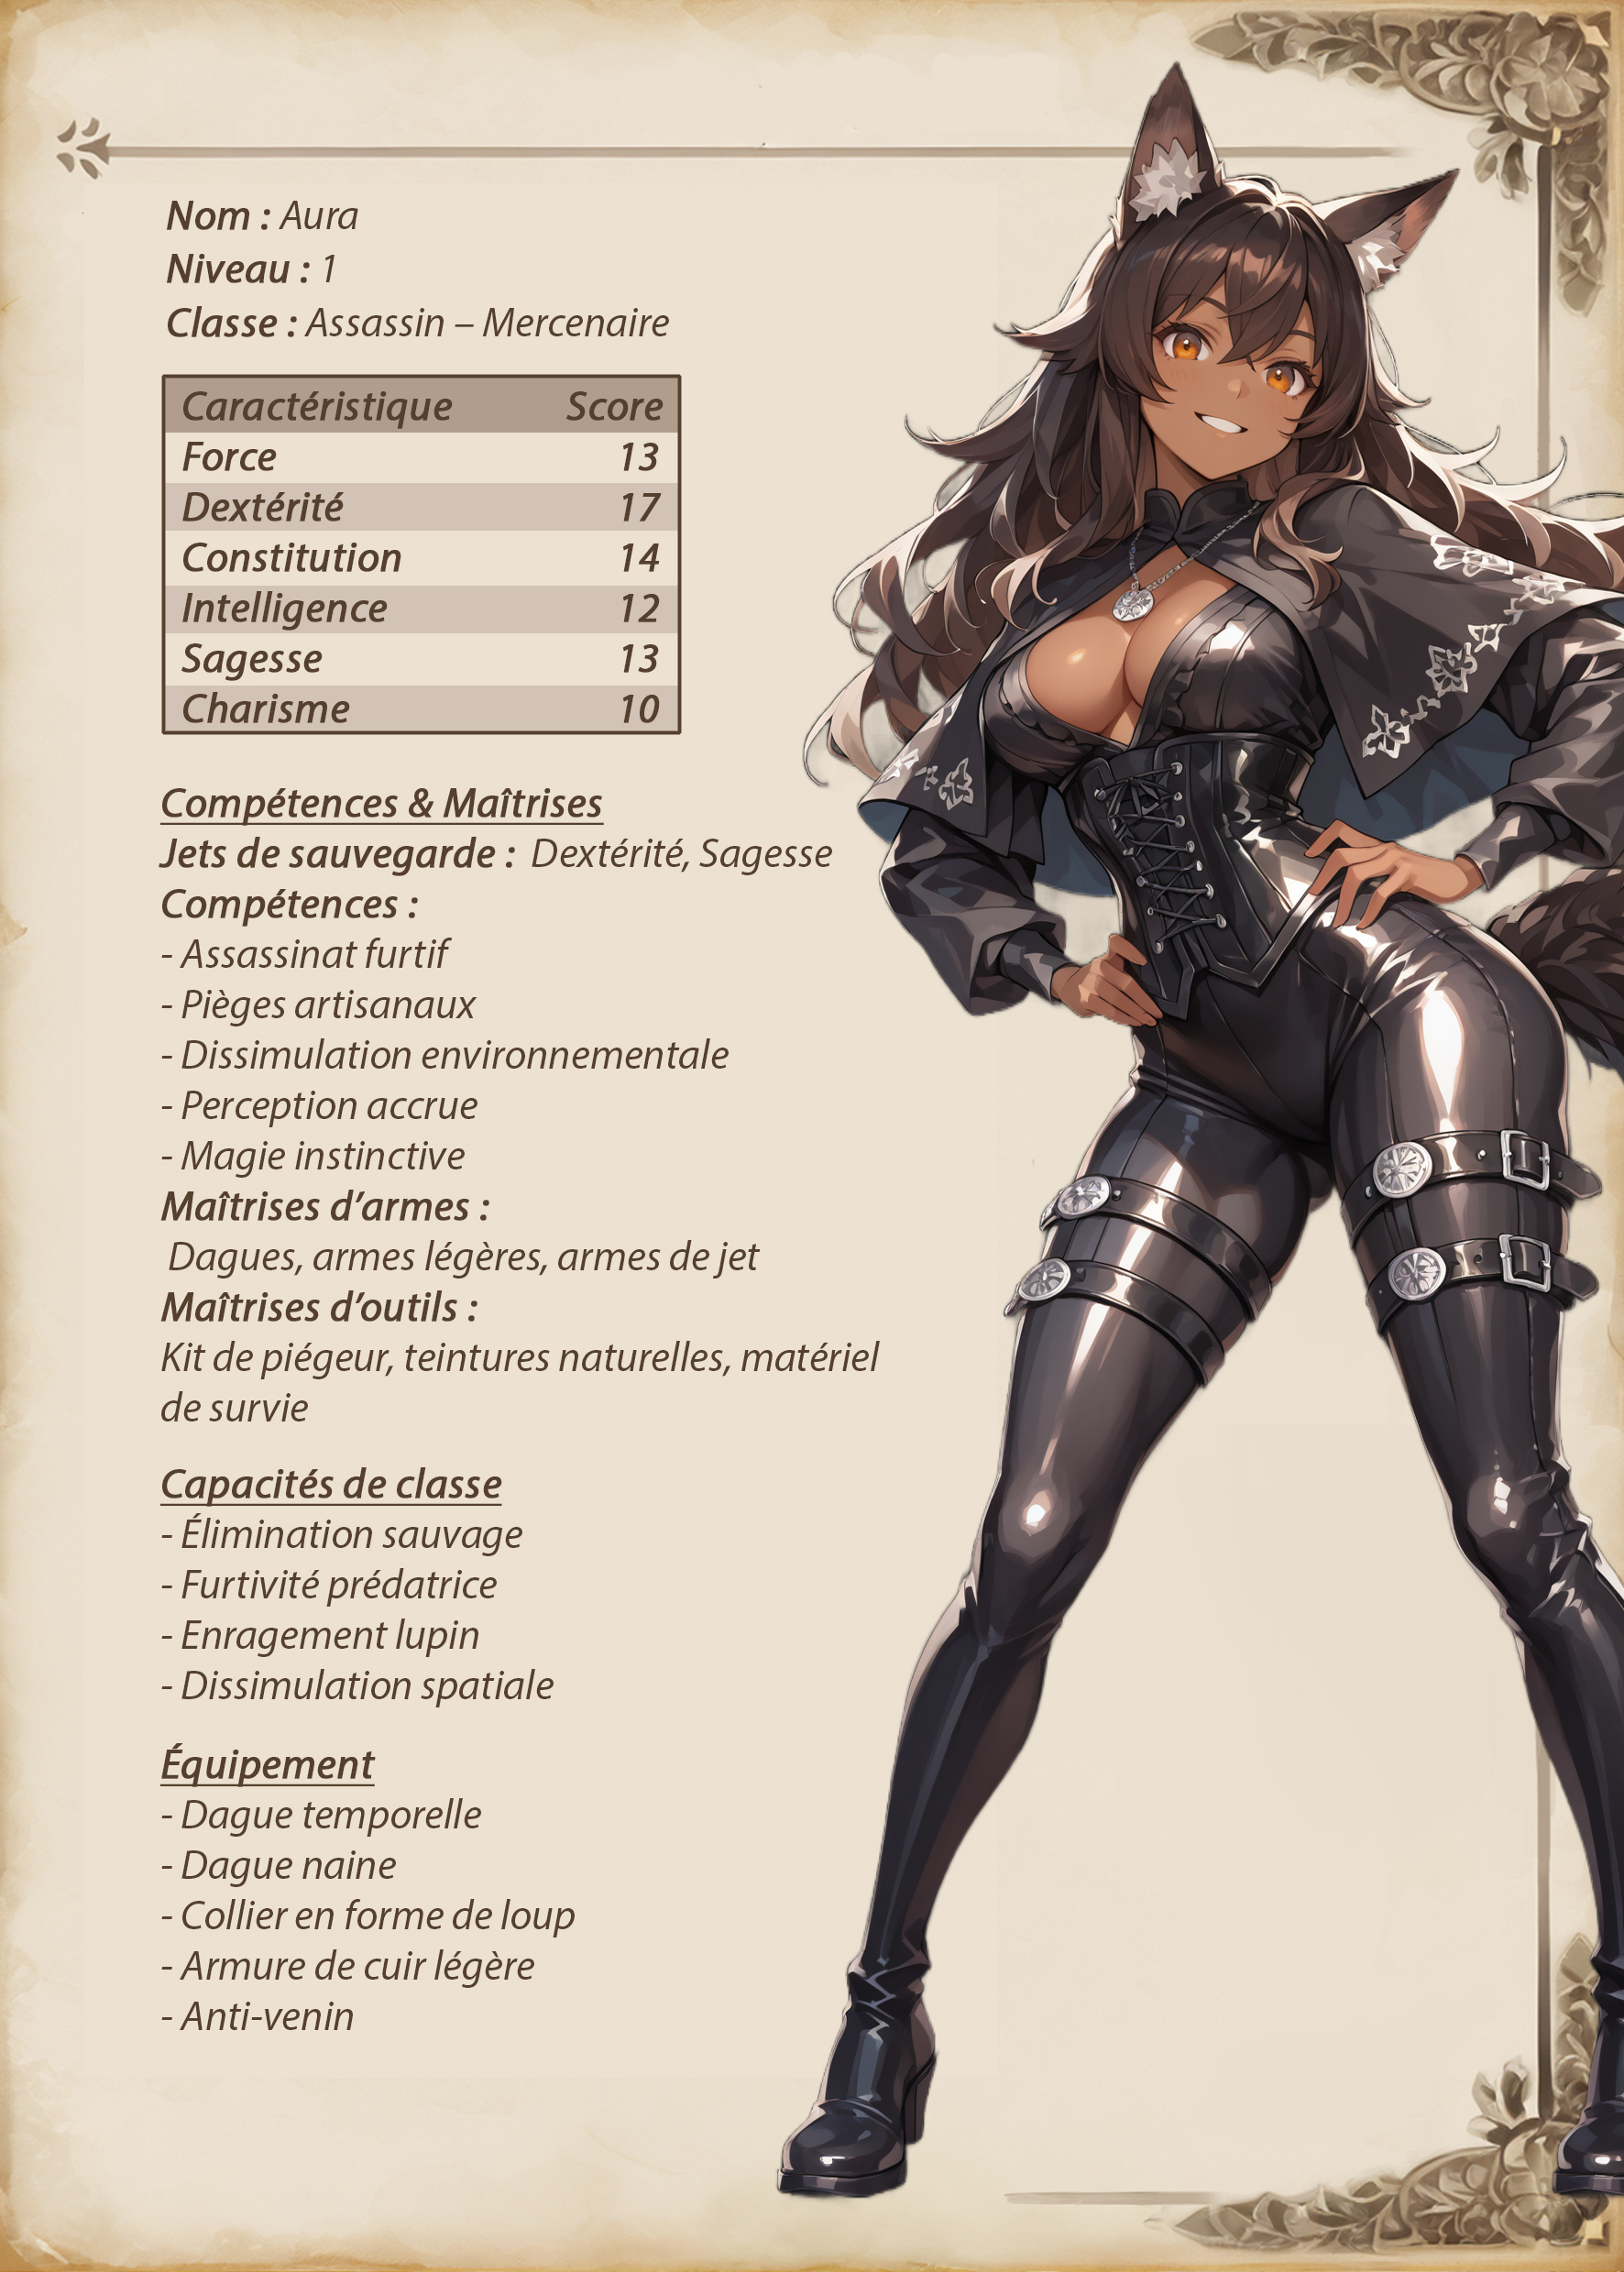 Nom : Aura
Niveau : 1
Classe : Assassin – Mercenaire
Caractéristique Score
Force 13
Dextérité 17
Constitution 14
Intelligence 12
Sagesse 13
Charisme 10
Compétences & Maîtrises
Jets de sauvegarde : Dextérité, Sagesse
Compétences :
- Assassinat furtif
- Pièges artisanaux
- Dissimulation environnementale
- Perception accrue
- Magie instinctive
Maîtrises d’armes :
Dagues, armes légères, armes de jet
Maîtrises d’outils :
Kit de piégeur, teintures naturelles, matériel
de survie
Capacités de classe
- Élimination sauvage
- Furtivité prédatrice
- Enragement lupin
- Dissimulation spatiale
Équipement
- Dague temporelle
- Dague naine
- Collier en forme de loup
- Armure de cuir légère
- Anti-venin